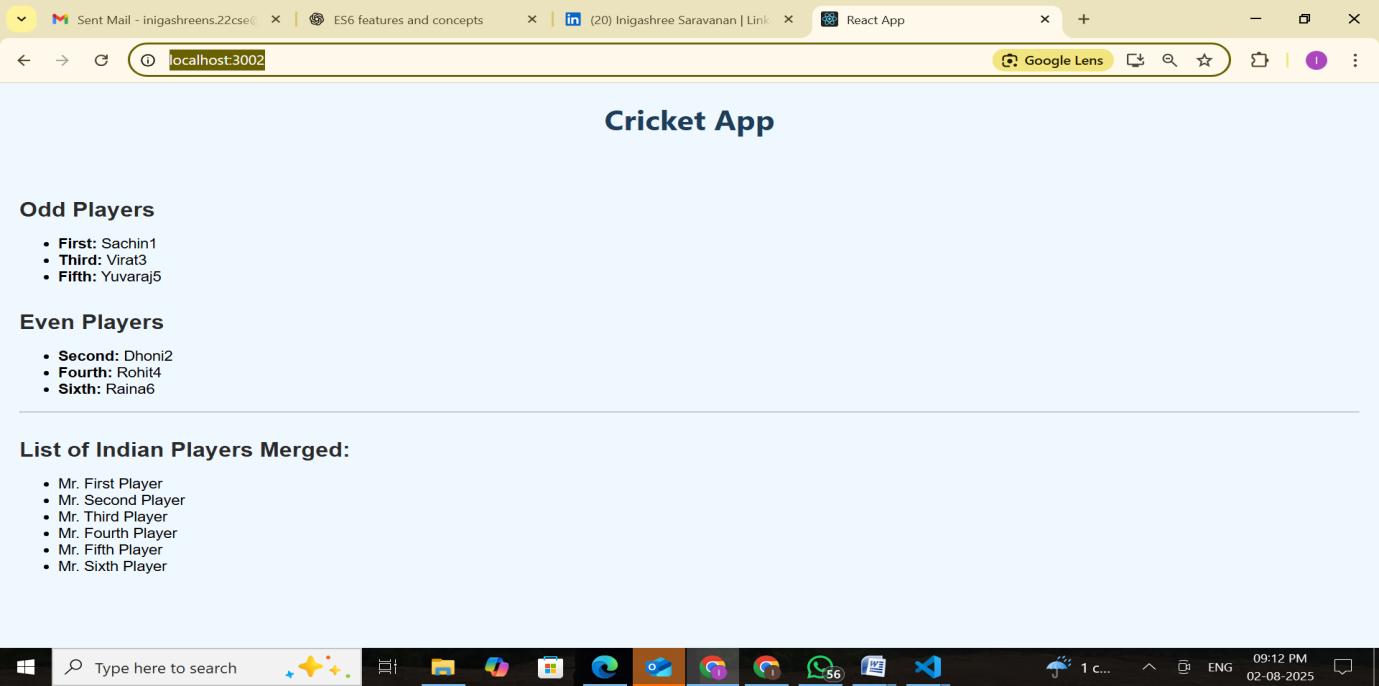 Sent Mail - inigashreens.22cse@
ES6 features and concepts
(20) Inigashree Saravanan | Link
React App
localhost:3002
Google Lens
I
Cricket App
Odd Players
First: Sachin1
Third: Virat3
Fifth: Yuvaraj5
Even Players
Second: Dhoni2
Fourth: Rohit4
Sixth: Raina6
List of Indian Players Merged:
Mr. First Player
Mr. Second Player
Mr. Third Player
Mr. Fourth Player
Mr. Fifth Player
Mr. Sixth Player
Type here to search
56
1 c...
ENG
09:12 PM
02-08-2025